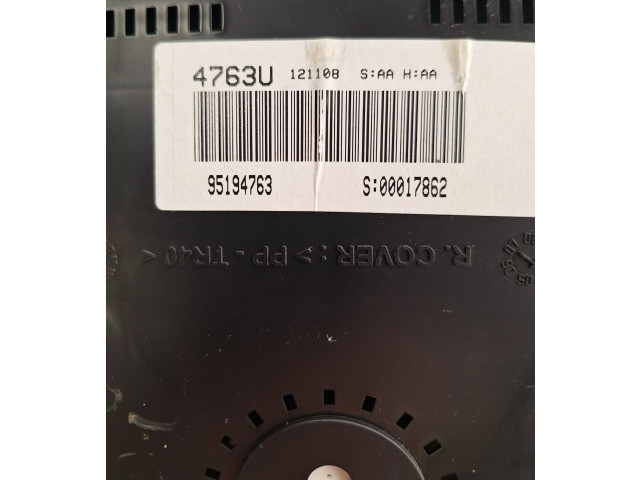 4763U 121108 S:AA H:AA
95194763 S:00017862
R. COVER : >PP - TR40<